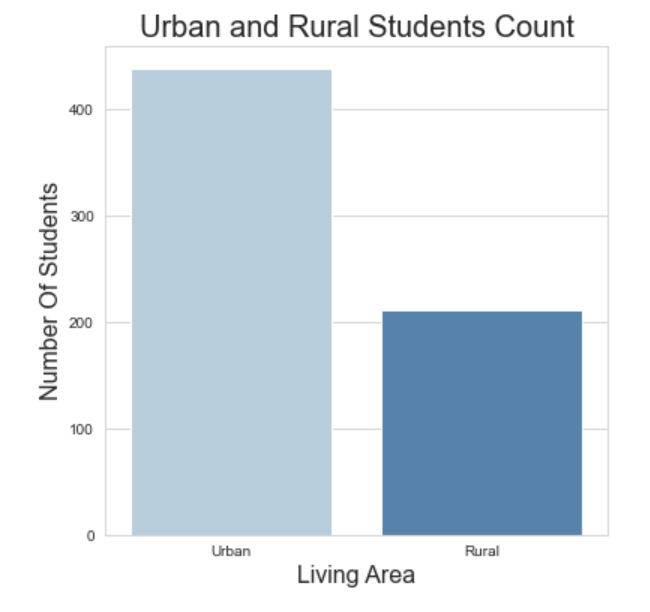 Urban and Rural Students Count
Number Of Students
400
300
200
100
0
Urban
Rural
Living Area